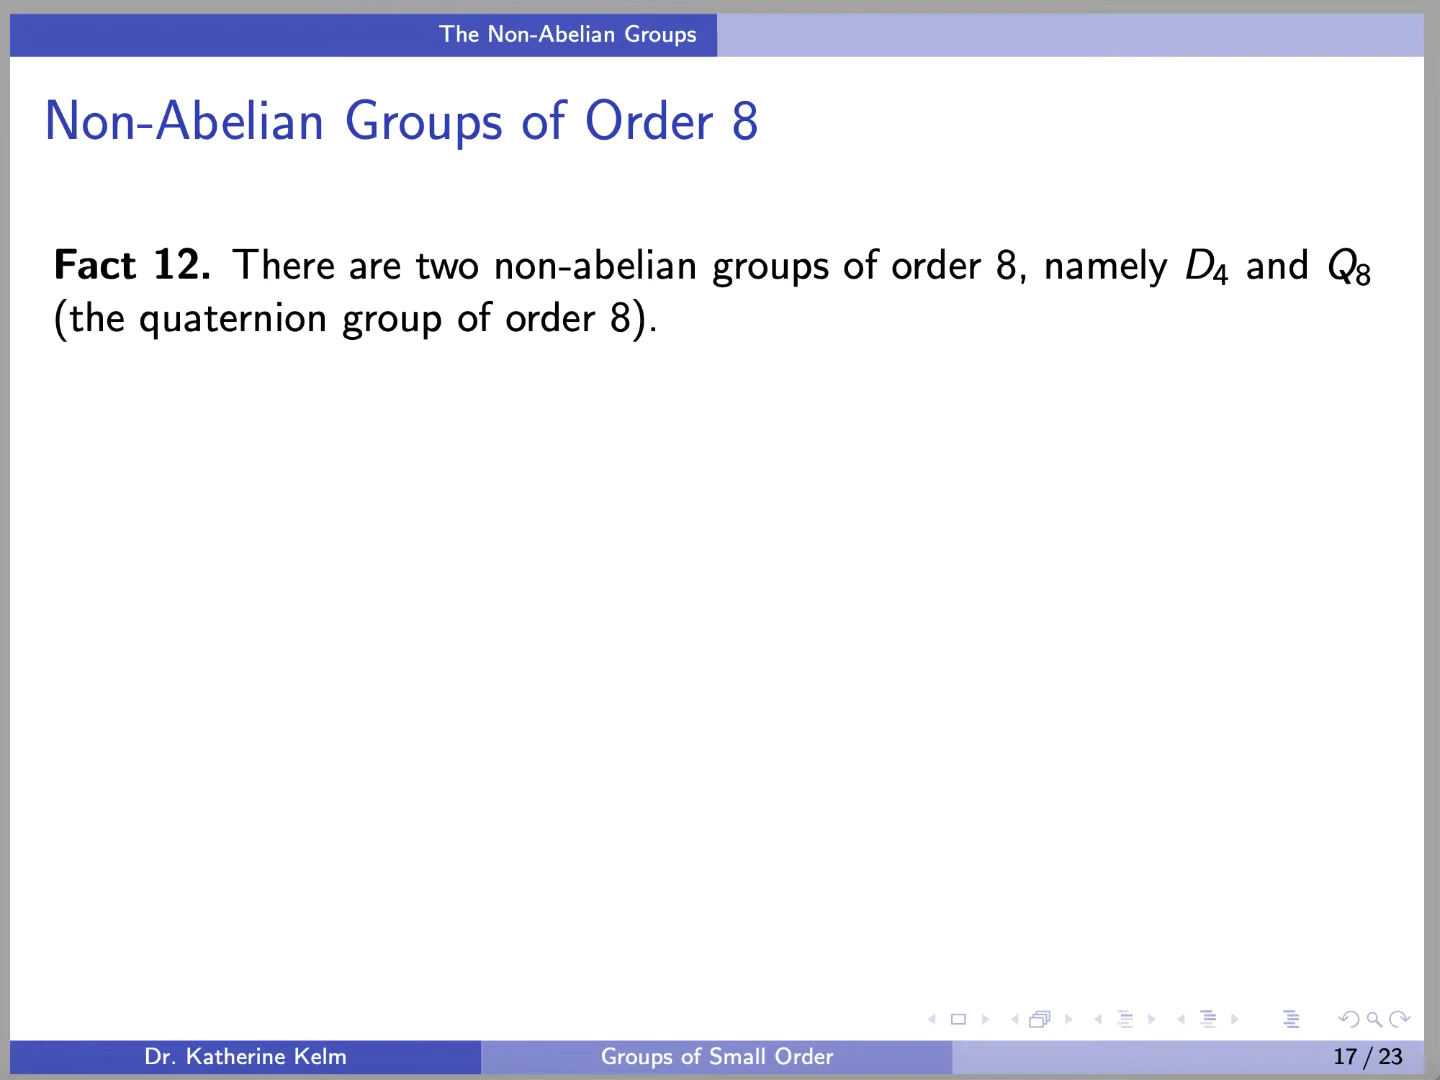 The Non-Abelian Groups
Non-Abelian Groups of Order 8
Fact 12. There are two non-abelian groups of order 8, namely D₄ and Q₈
(the quaternion group of order 8).
Dr. Katherine Kelm
Groups of Small Order
17 / 23